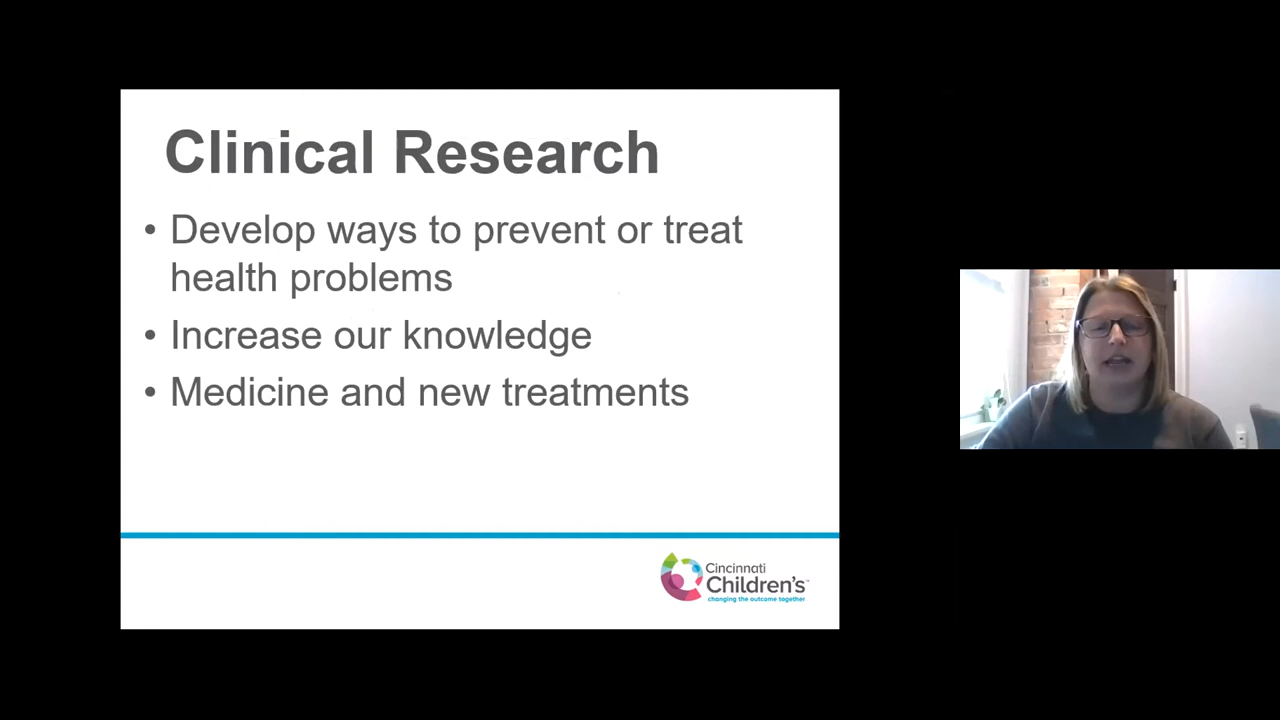 Clinical Research
• Develop ways to prevent or treat
health problems
• Increase our knowledge
• Medicine and new treatments
Cincinnati
Children's™
changing the outcome together